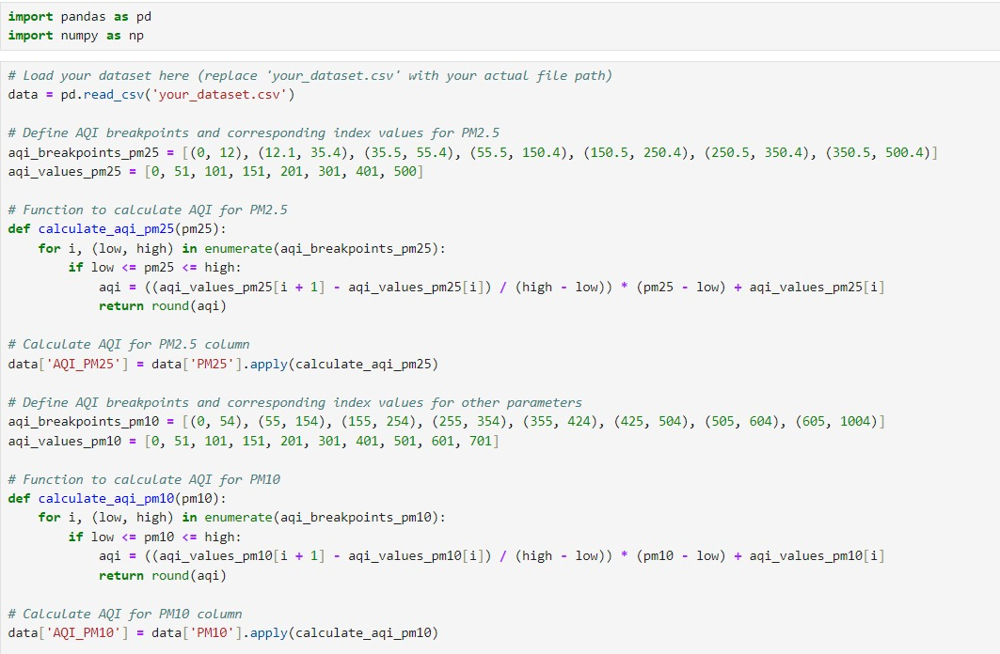 import pandas as pd
import numpy as np
# Load your dataset here (replace 'your_dataset.csv' with your actual file path)
data = pd.read_csv('your_dataset.csv')
# Define AQI breakpoints and corresponding index values for PM2.5
aqi_breakpoints_pm25 = [(0, 12), (12.1, 35.4), (35.5, 55.4), (55.5, 150.4), (150.5, 250.4), (250.5, 350.4), (350.5, 500.4)]
aqi_values_pm25 = [0, 51, 101, 151, 201, 301, 401, 500]
# Function to calculate AQI for PM2.5
def calculate_aqi_pm25(pm25):
    for i, (low, high) in enumerate(aqi_breakpoints_pm25):
        if low <= pm25 <= high:
            aqi = ((aqi_values_pm25[i + 1] - aqi_values_pm25[i]) / (high - low)) * (pm25 - low) + aqi_values_pm25[i]
            return round(aqi)
# Calculate AQI for PM2.5 column
data['AQI_PM25'] = data['PM25'].apply(calculate_aqi_pm25)
# Define AQI breakpoints and corresponding index values for other parameters
aqi_breakpoints_pm10 = [(0, 54), (55, 154), (155, 254), (255, 354), (355, 424), (425, 504), (505, 604), (605, 1004)]
aqi_values_pm10 = [0, 51, 101, 151, 201, 301, 401, 501, 601, 701]
# Function to calculate AQI for PM10
def calculate_aqi_pm10(pm10):
    for i, (low, high) in enumerate(aqi_breakpoints_pm10):
        if low <= pm10 <= high:
            aqi = ((aqi_values_pm10[i + 1] - aqi_values_pm10[i]) / (high - low)) * (pm10 - low) + aqi_values_pm10[i]
            return round(aqi)
# Calculate AQI for PM10 column
data['AQI_PM10'] = data['PM10'].apply(calculate_aqi_pm10)